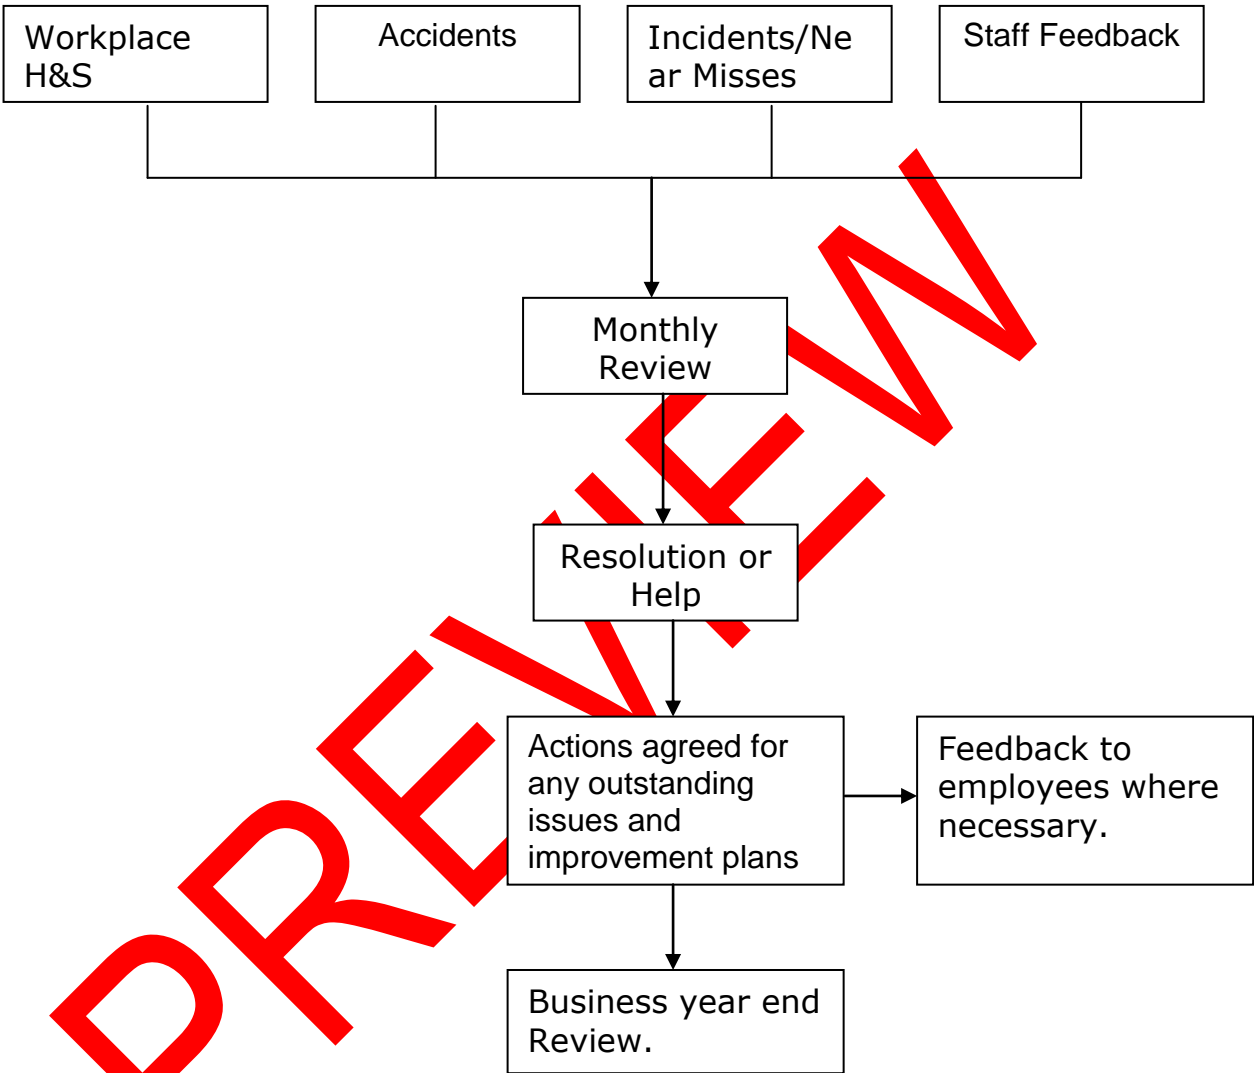 Workplace
H&S
Accidents
Incidents/Ne
ar Misses
Staff Feedback
Monthly
Review
Resolution or
Help
Actions agreed for
any outstanding
issues and
improvement plans
Feedback to
employees where
necessary.
Business year end
Review.
PREVIEW